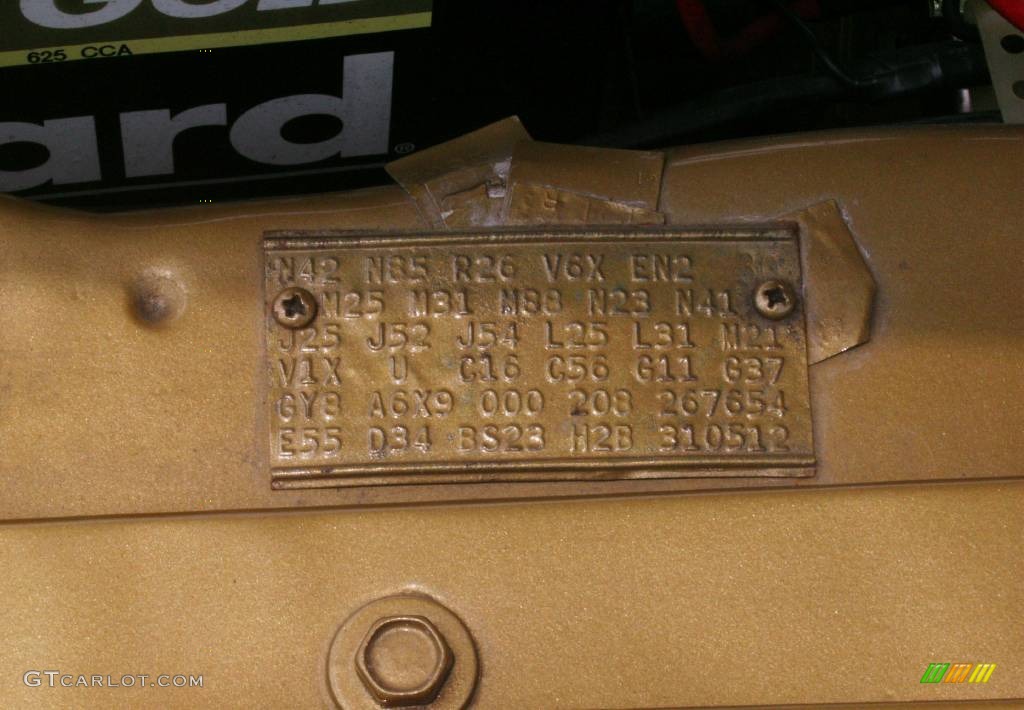 625 CCA
ard®
N42 N85 R26 V6X EN2
M25 M31 M88 N23 N41
J25 J52 J54 L25 L31 M21
V1X U C16 C56 G11 G37
GY8 A6X9 000 208 267654
E55 D34 BS23 H2B 310512
GTCARLOT.COM